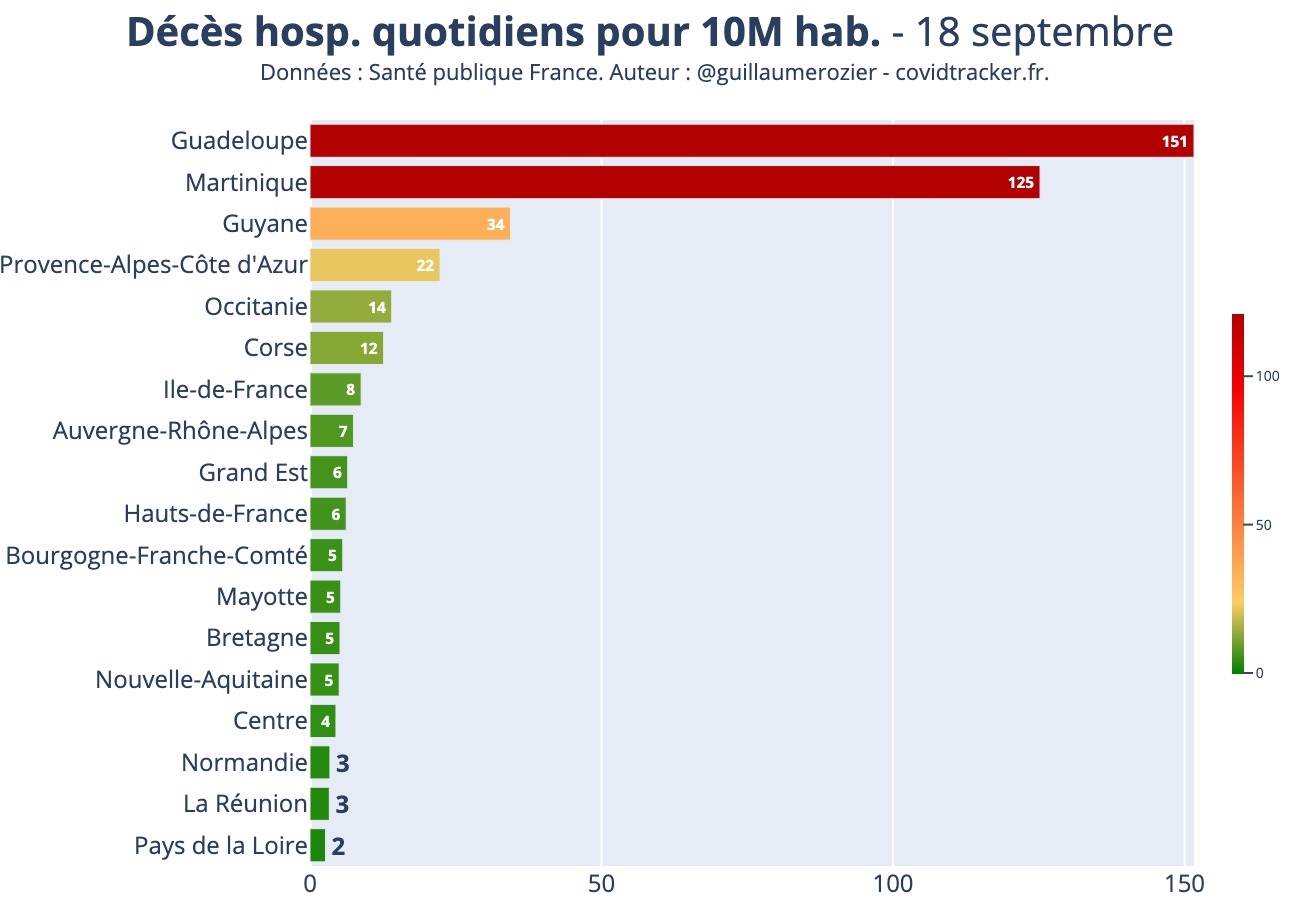 Décès hosp. quotidiens pour 10M hab. - 18 septembre
Données : Santé publique France. Auteur : @guillaumerozier - covidtracker.fr.
Guadeloupe 151
Martinique 125
Guyane 34
Provence-Alpes-Côte d'Azur 22
Occitanie 14
Corse 12
Ile-de-France 8
Auvergne-Rhône-Alpes 7
Grand Est 6
Hauts-de-France 6
Bourgogne-Franche-Comté 5
Mayotte 5
Bretagne 5
Nouvelle-Aquitaine 5
Centre 4
Normandie 3
La Réunion 3
Pays de la Loire 2
0 50 100 150
100
50
0